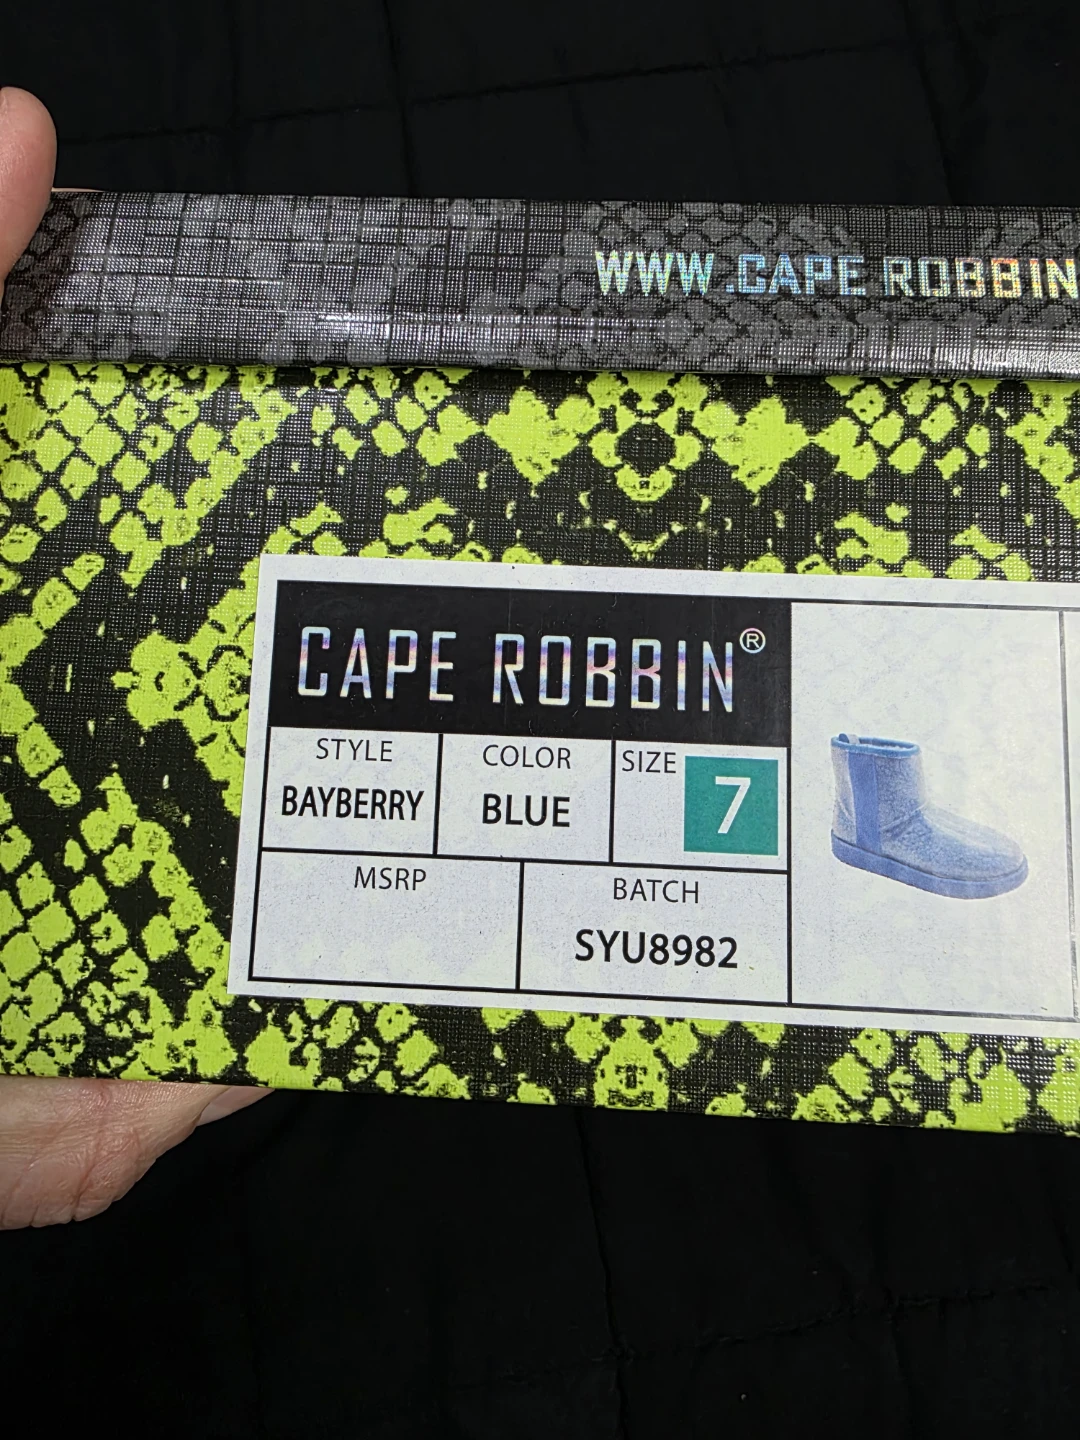 WWW.CAPE ROBBIN
CAPE ROBBIN®
STYLE
BAYBERRY
COLOR
BLUE
SIZE
7
MSRP
BATCH
SYU8982